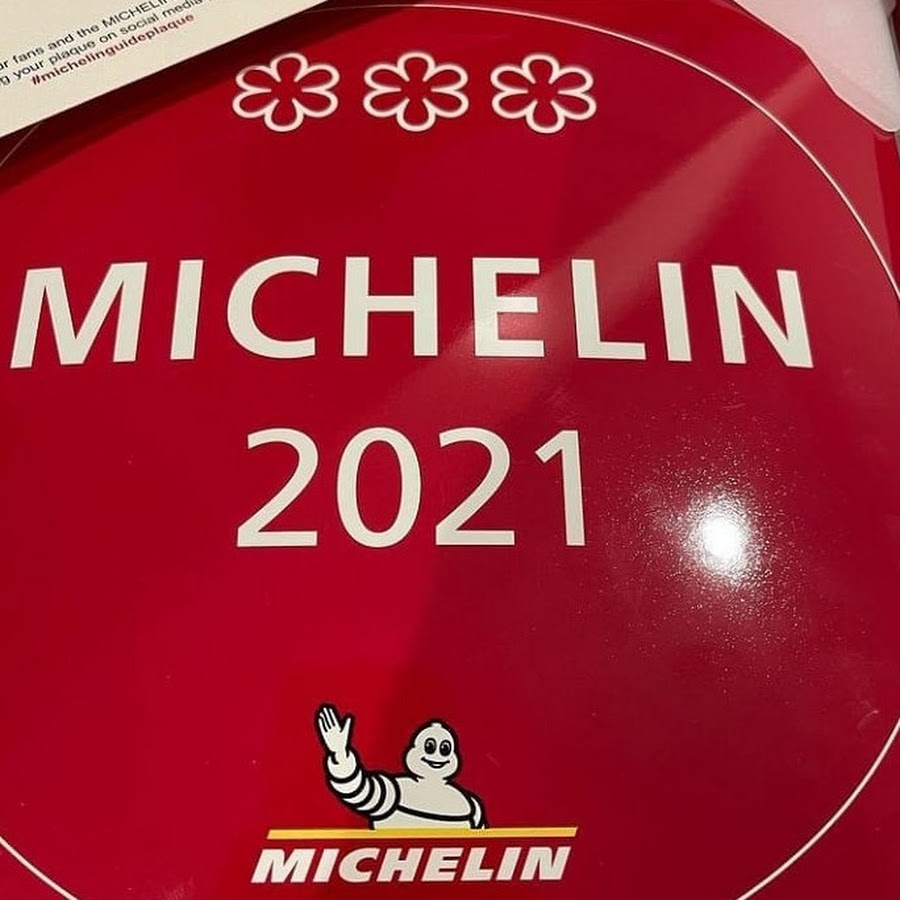 r fans and the MICHELIN
g your plaque on social media
#michelinguideplaque
MICHELIN
2021
MICHELIN